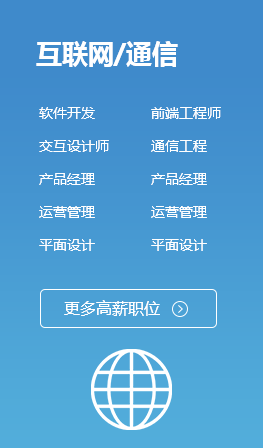 互联网/通信
软件开发 前端工程师
交互设计师 通信工程
产品经理 产品经理
运营管理 运营管理
平面设计 平面设计
更多高薪职位